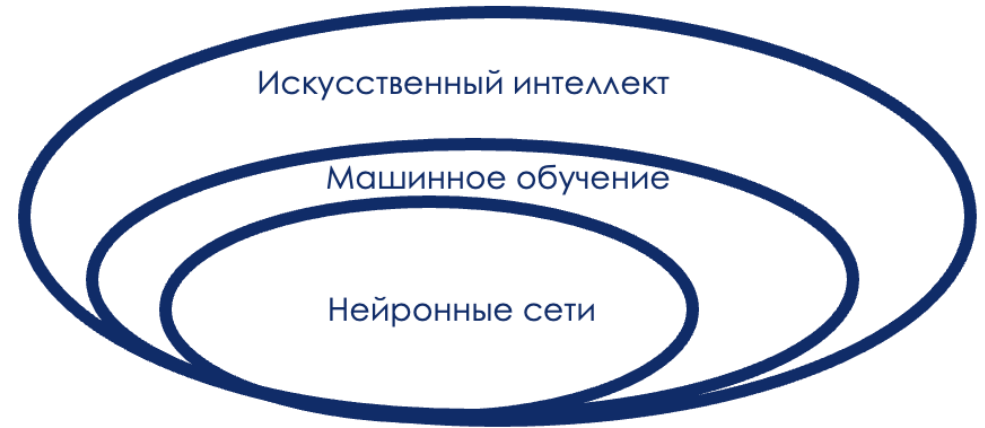 Искусственный интеллект
Машинное обучение
Нейронные сети